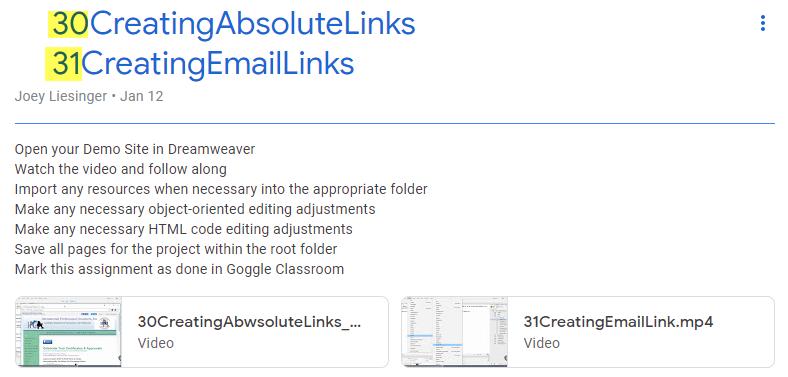 30CreatingAbsoluteLinks
31CreatingEmailLinks
Joey Liesinger • Jan 12
Open your Demo Site in Dreamweaver
Watch the video and follow along
Import any resources when necessary into the appropriate folder
Make any necessary object-oriented editing adjustments
Make any necessary HTML code editing adjustments
Save all pages for the project within the root folder
Mark this assignment as done in Goggle Classroom
30CreatingAbwsoluteLinks_...
Video
31CreatingEmailLink.mp4
Video